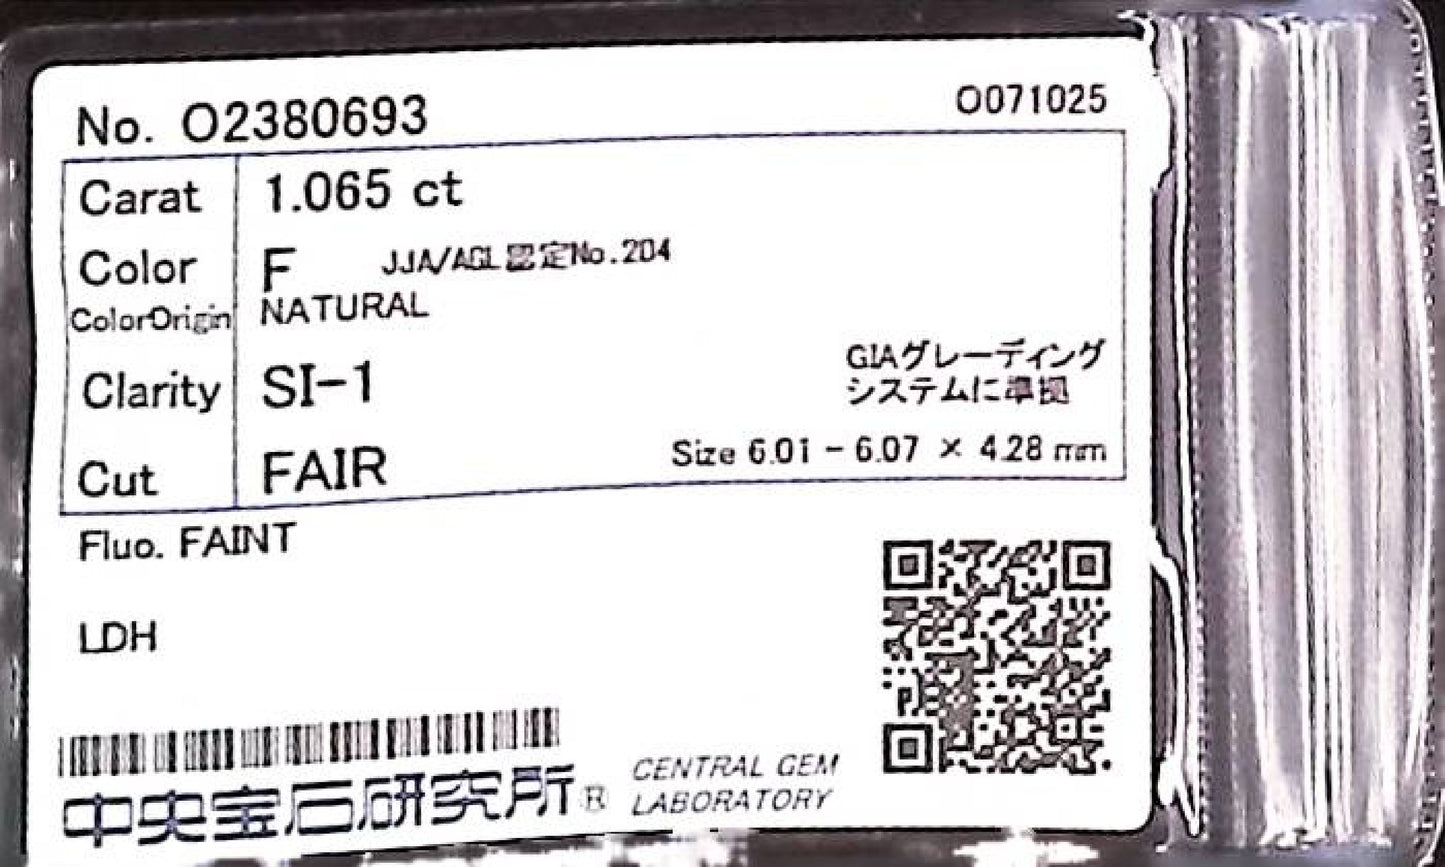 No. O2380693
O071025
Carat 1.065 ct
Color F JJA/AGL認定No.204
ColorOrigin NATURAL
Clarity SI-1
GIAグレーディング
システムに準拠
Cut FAIR
Size 6.01 - 6.07 × 4.28 mm
Fluo. FAINT
LDH
中央宝石研究所®
CENTRAL GEM
LABORATORY